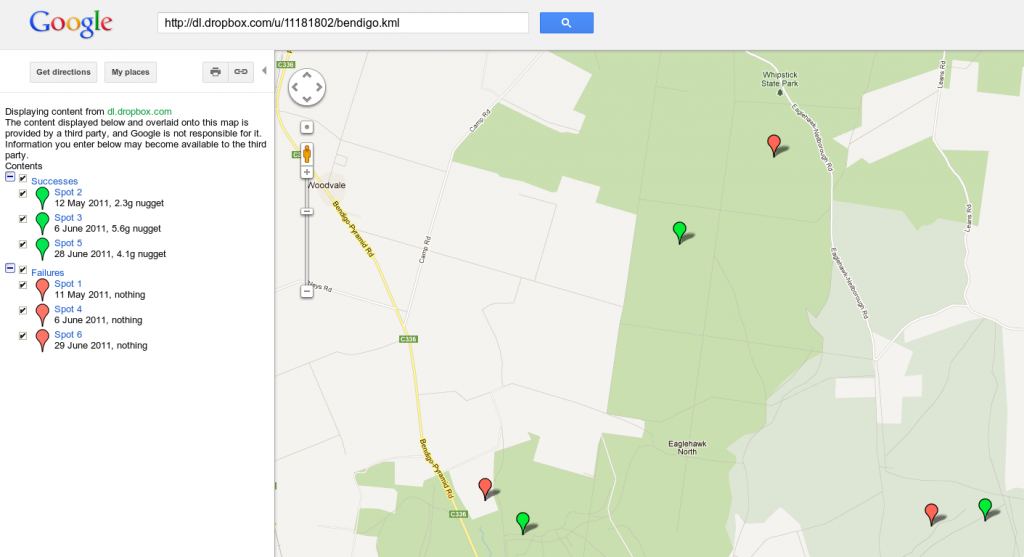 Google
http://dl.dropbox.com/u/11181802/bendigo.kml
Get directions
My places
Displaying content from dl.dropbox.com
The content displayed below and overlaid onto this map is
provided by a third party, and Google is not responsible for it.
Information you enter below may become available to the third
party.
Contents
Successes
Spot 2
12 May 2011, 2.3g nugget
Spot 3
6 June 2011, 5.6g nugget
Spot 5
28 June 2011, 4.1g nugget
Failures
Spot 1
11 May 2011, nothing
Spot 4
6 June 2011, nothing
Spot 6
29 June 2011, nothing
C336
Whipstick
State Park
Leans Rd
Camp Rd
Eaglehawk-Neilborough Rd
Woodvale
Bendigo-Pyramid Rd
Camp Rd
Leans Rd
Eaglehawk-Neilborough Rd
Rd
C336
Eaglehawk
North
Bendigo-Pyramid Rd
C336